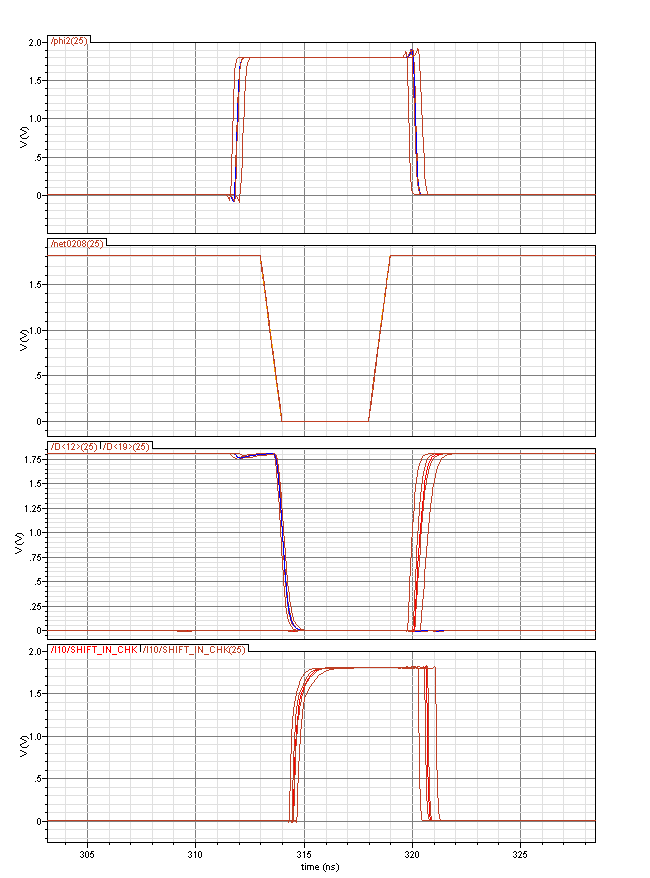 /phi2(25)
2.0
1.5
1.0
.5
0
V (V)
/net0208(25)
1.5
1.0
.5
0
V (V)
/D<12>(25) /D<19>(25)
1.75
1.5
1.25
1.0
.75
.5
.25
0
V (V)
/I10/SHIFT_IN_CHK /I10/SHIFT_IN_CHK(25)
2.0
1.5
1.0
.5
0
V (V)
305 310 315 320 325
time (ns)